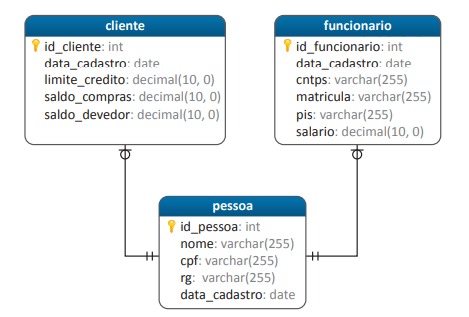 cliente
id_cliente: int
data_cadastro: date
limite_credito: decimal(10, 0)
saldo_compras: decimal(10, 0)
saldo_devedor: decimal(10, 0)
funcionario
id_funcionario: int
data_cadastro: date
cntps: varchar(255)
matricula: varchar(255)
pis: varchar(255)
salario: decimal(10, 0)
pessoa
id_pessoa: int
nome: varchar(255)
cpf: varchar(255)
rg: varchar(255)
data_cadastro: date